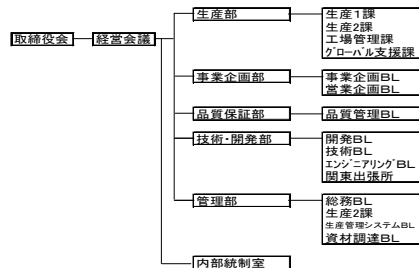 取締役会
経営会議
生産部
生産1課
生産2課
工場管理課
グローバル支援課
事業企画部
事業企画BL
営業企画BL
品質保証部
品質管理BL
技術・開発部
開発BL
技術BL
エンジニアリングBL
関東出張所
管理部
総務BL
生産2課
生産管理システムBL
資材調達BL
内部統制室